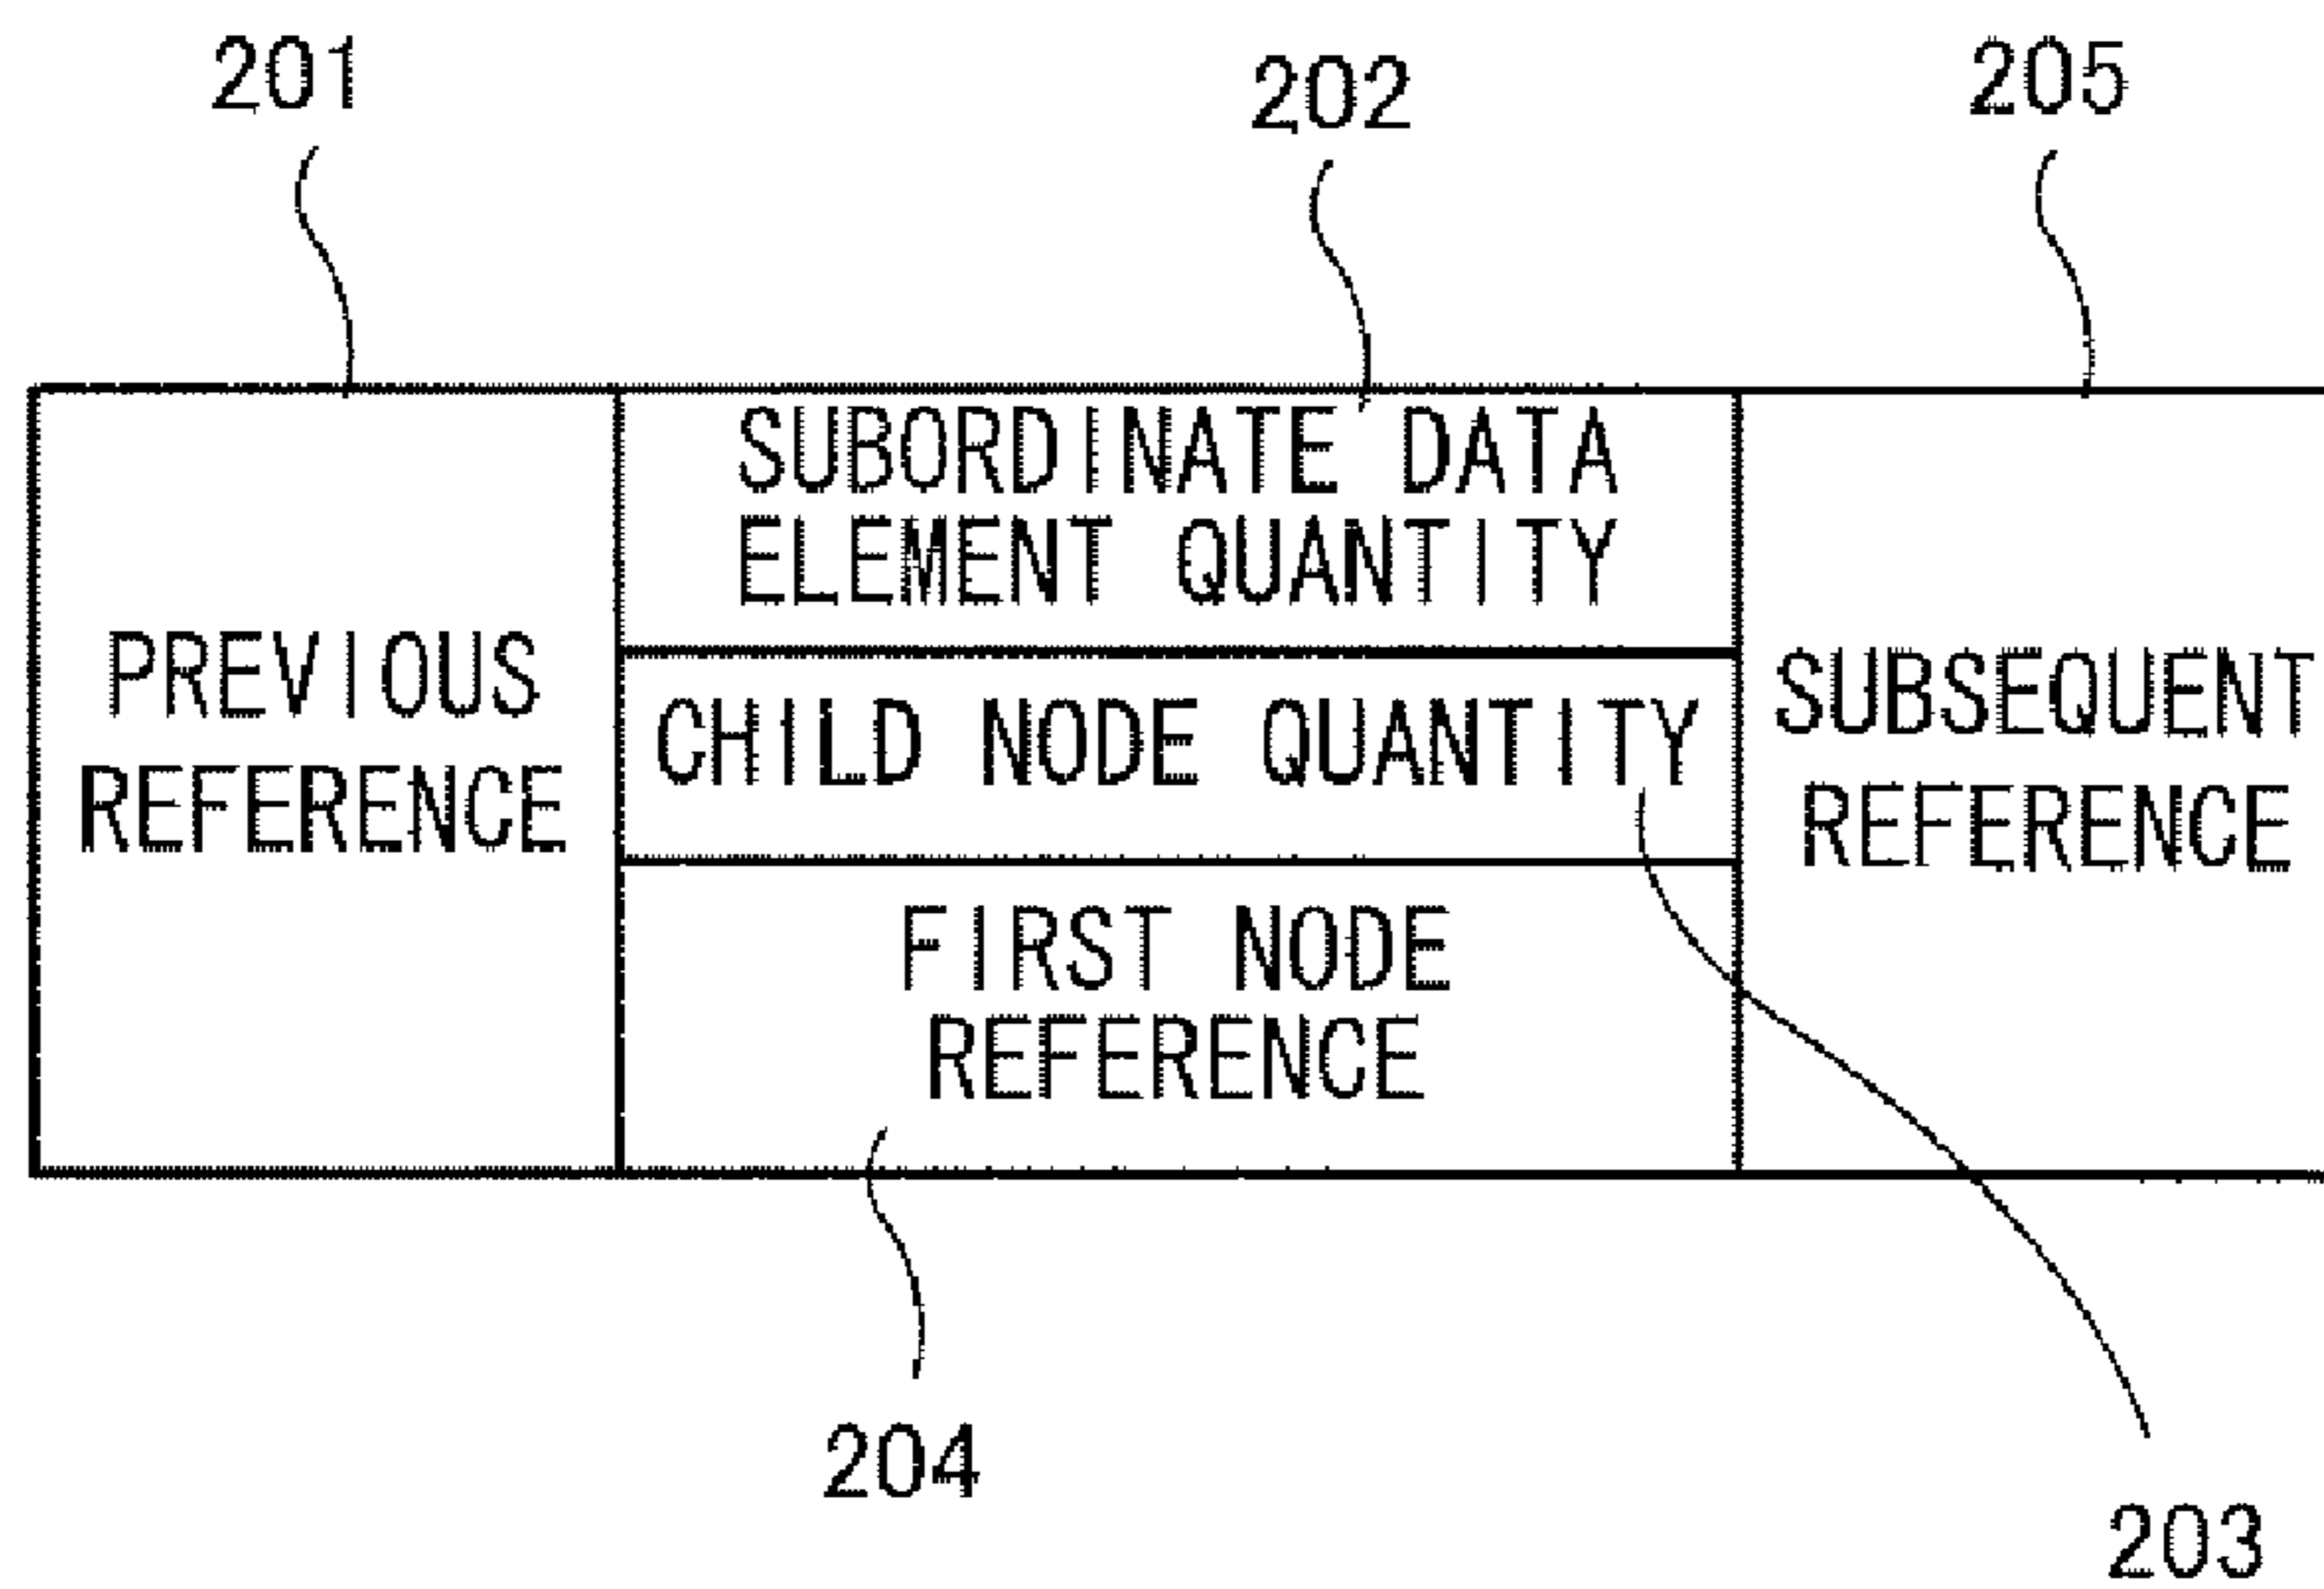 201
202
205
PREVIOUS
REFERENCE
SUBORDINATE DATA
ELEMENT QUANTITY
CHILD NODE QUANTITY
FIRST NODE
REFERENCE
SUBSEQUENT
REFERENCE
204
203